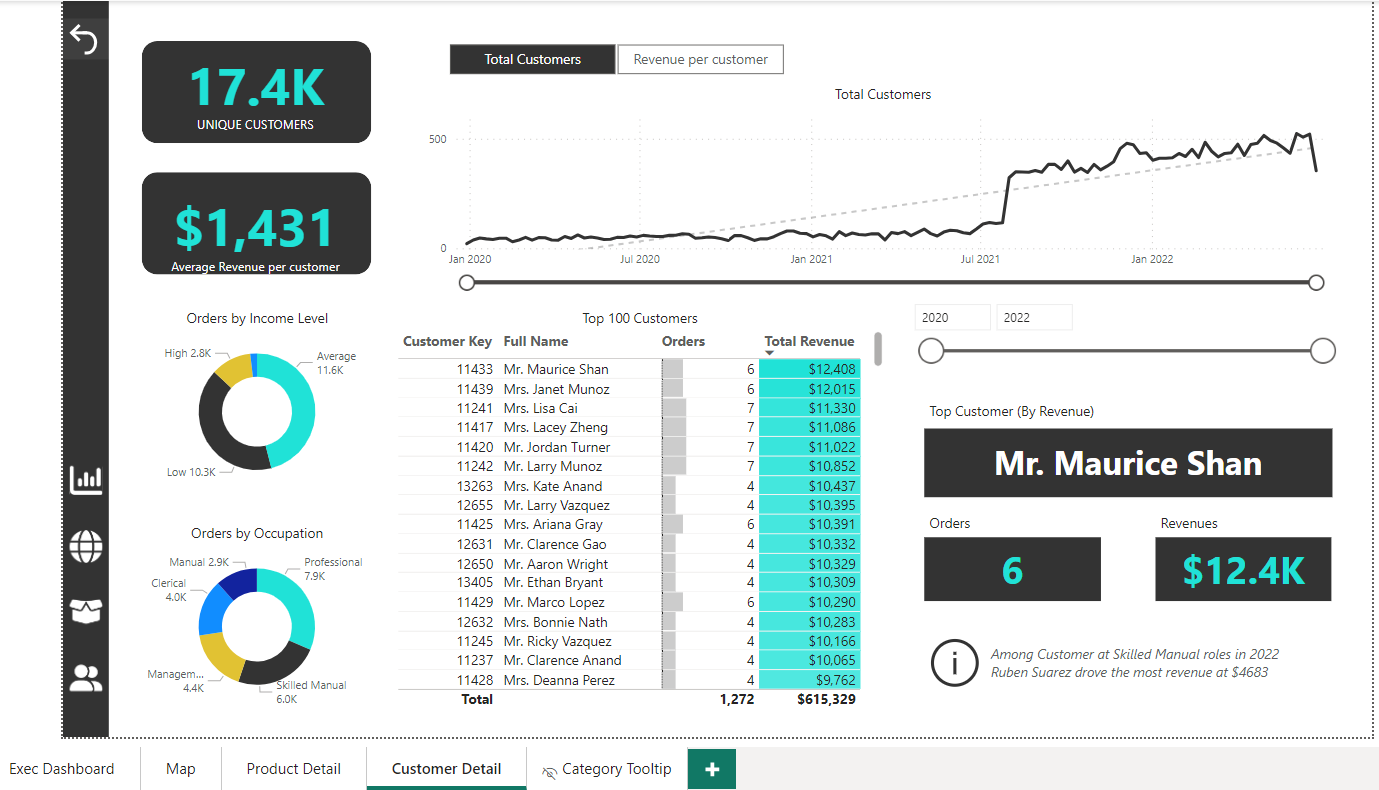 17.4K
UNIQUE CUSTOMERS
$1,431
Average Revenue per customer
Total Customers
Revenue per customer
Total Customers
500
0
Jan 2020
Jul 2020
Jan 2021
Jul 2021
Jan 2022
Orders by Income Level
High 2.8K
Average
11.6K
Low 10.3K
Orders by Occupation
Manual 2.9K
Professional
7.9K
Clerical
4.0K
Managem...
4.4K
Skilled Manual
6.0K
Top 100 Customers
Customer Key Full Name Orders Total Revenue
11433 Mr. Maurice Shan 6 $12,408
11439 Mrs. Janet Munoz 6 $12,015
11241 Mrs. Lisa Cai 7 $11,330
11417 Mrs. Lacey Zheng 7 $11,086
11420 Mr. Jordan Turner 7 $11,022
11242 Mr. Larry Munoz 7 $10,852
13263 Mrs. Kate Anand 4 $10,437
12655 Mr. Larry Vazquez 4 $10,395
11425 Mrs. Ariana Gray 6 $10,391
12631 Mr. Clarence Gao 4 $10,332
12650 Mr. Aaron Wright 4 $10,329
13405 Mr. Ethan Bryant 4 $10,309
11429 Mr. Marco Lopez 6 $10,290
12632 Mrs. Bonnie Nath 4 $10,283
11245 Mr. Ricky Vazquez 4 $10,166
11237 Mr. Clarence Anand 4 $10,065
11428 Mrs. Deanna Perez 4 $9,762
Total 1,272 $615,329
2020
2022
Top Customer (By Revenue)
Mr. Maurice Shan
Orders
6
Revenues
$12.4K
Among Customer at Skilled Manual roles in 2022
Ruben Suarez drove the most revenue at $4683
Exec Dashboard
Map
Product Detail
Customer Detail
Category Tooltip
+